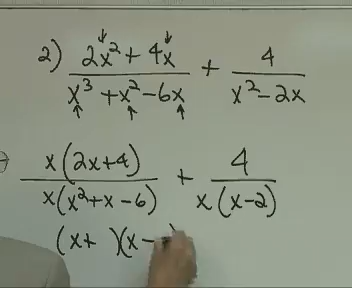 2) (2x² + 4x)/(x³ + x² - 6x) + 4/(x² - 2x)
x(2x+4)/x(x²+x-6) + 4/x(x-2)
(x+ )(x- )